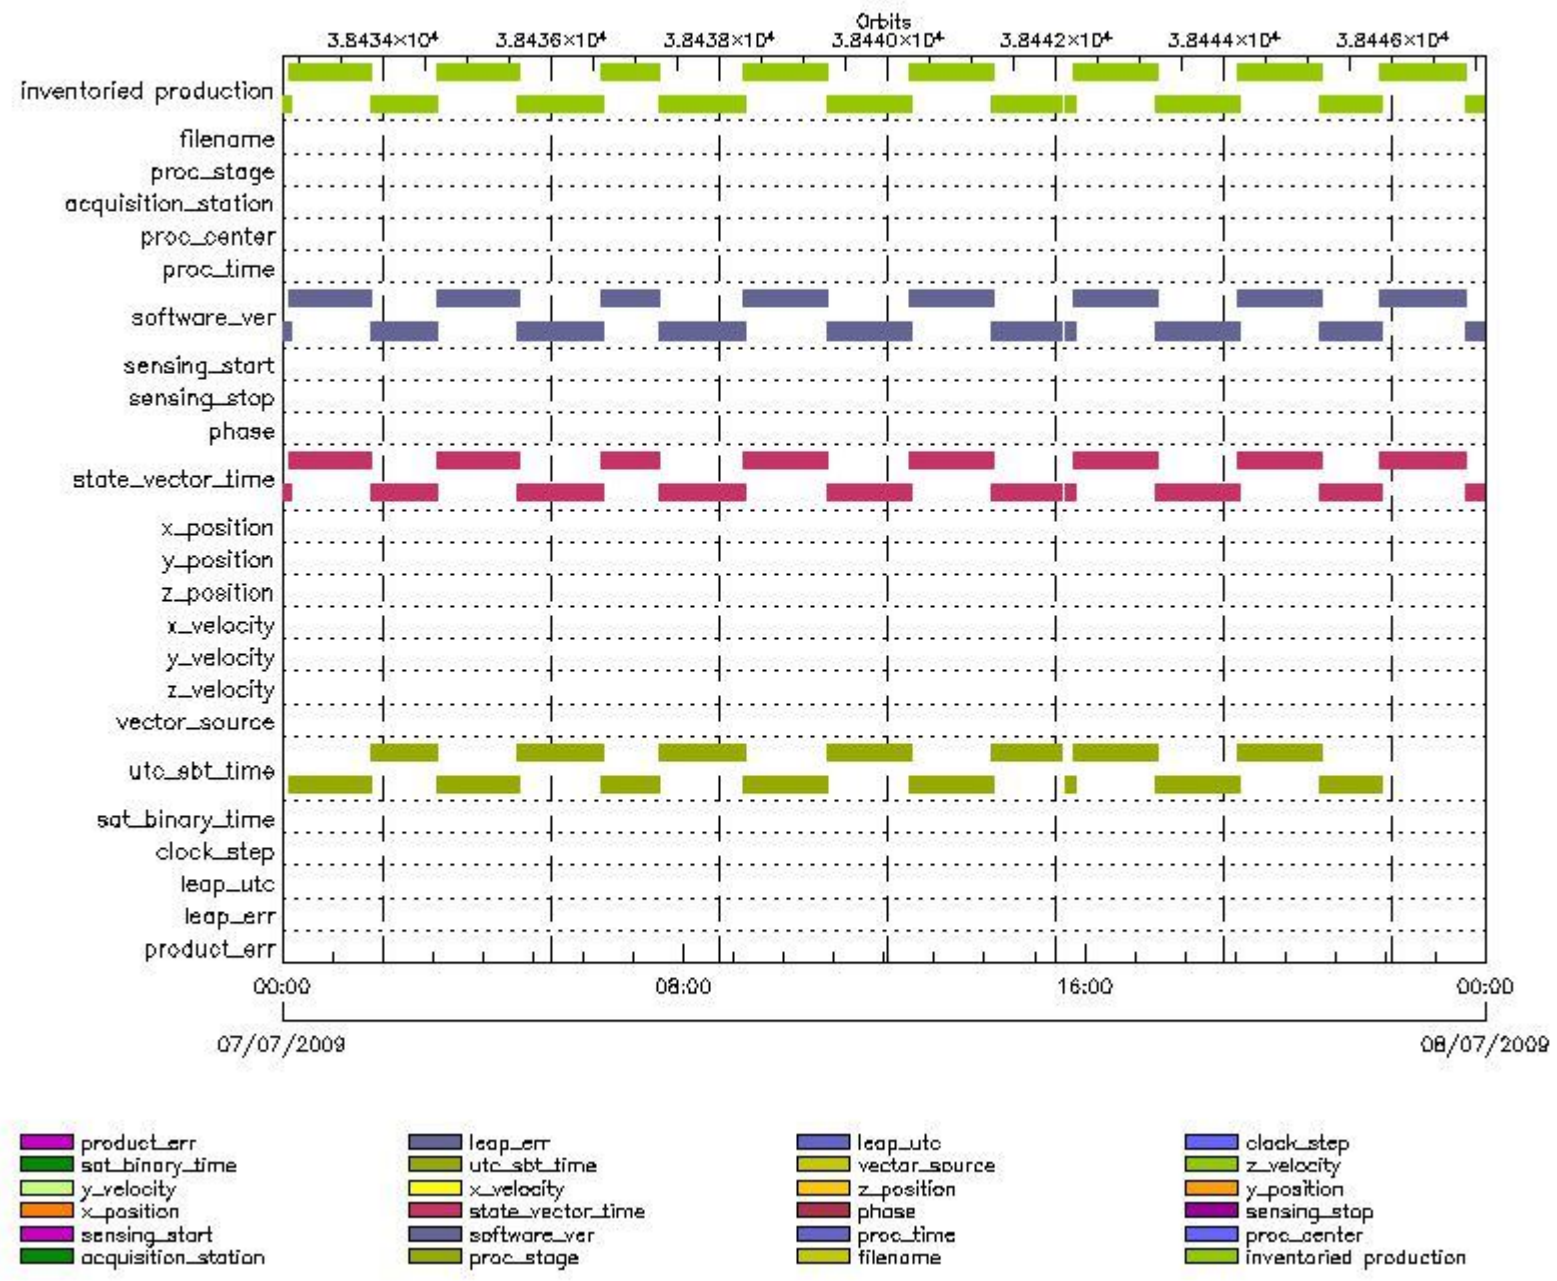 Orbits
3.8434×10⁴ 3.8436×10⁴ 3.8438×10⁴ 3.8440×10⁴ 3.8442×10⁴ 3.8444×10⁴ 3.8446×10⁴
inventoried production
filename
proc_stage
acquisition_station
proc_center
proc_time
software_ver
sensing_start
sensing_stop
phase
state_vector_time
x_position
y_position
z_position
x_velocity
y_velocity
z_velocity
vector_source
utc_sbt_time
sat_binary_time
clock_step
leap_utc
leap_err
product_err
00:00 08:00 16:00 00:00
07/07/2009 08/07/2009
product_err leap_err leap_utc clock_step
sat_binary_time utc_sbt_time vector_source z_velocity
y_velocity x_velocity z_position y_position
x_position state_vector_time phase sensing_stop
sensing_start software_ver proc_time proc_center
acquisition_station proc_stage filename inventoried production